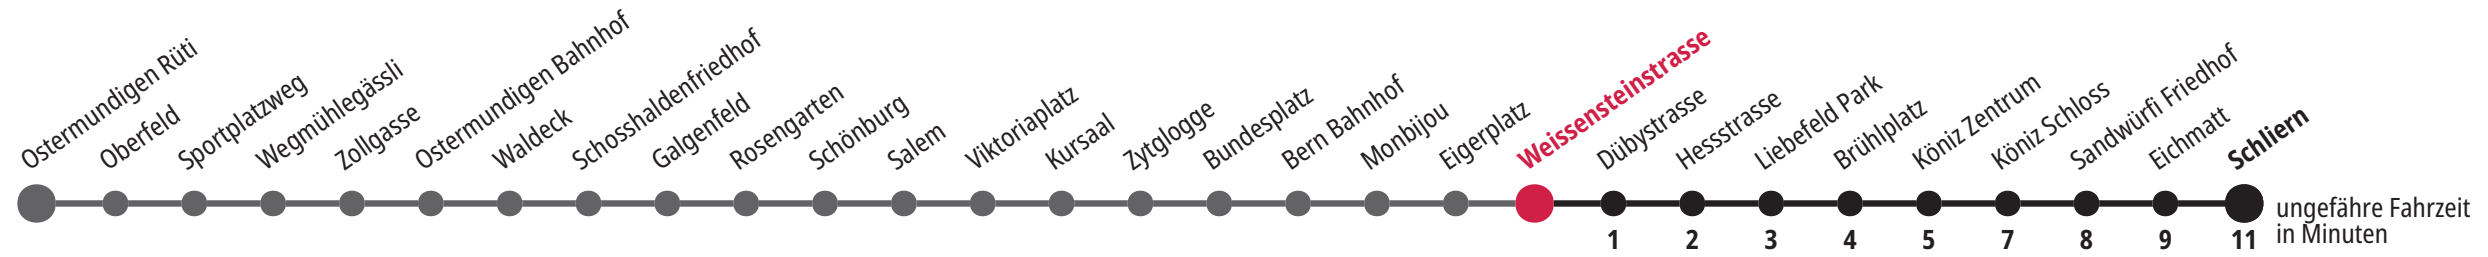 Ostermundigen Rüti
Oberfeld
Sportplatzweg
Wegmühlegässli
Zollgasse
Ostermundigen Bahnhof
Waldeck
Schosshaldenfriedhof
Galgenfeld
Rosengarten
Schönburg
Salem
Viktoriaplatz
Kursaal
Zytglogge
Bundesplatz
Bern Bahnhof
Monbijou
Eigerplatz
Weissensteinstrasse
Dübystrasse
Hessstrasse
Liebefeld Park
Brühlplatz
Köniz Zentrum
Köniz Schloss
Sandwürfi Friedhof
Eichmatt
Schliern
1 2 3 4 5 7 8 9 11
ungefähre Fahrzeit
in Minuten